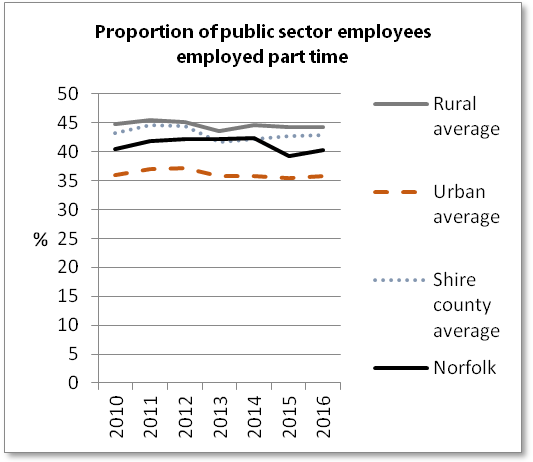 Proportion of public sector employees
employed part time
50
45
40
35
30
25
20
15
10
5
0
%
2010
2011
2012
2013
2014
2015
2016
Rural
average
Urban
average
Shire
county
average
Norfolk